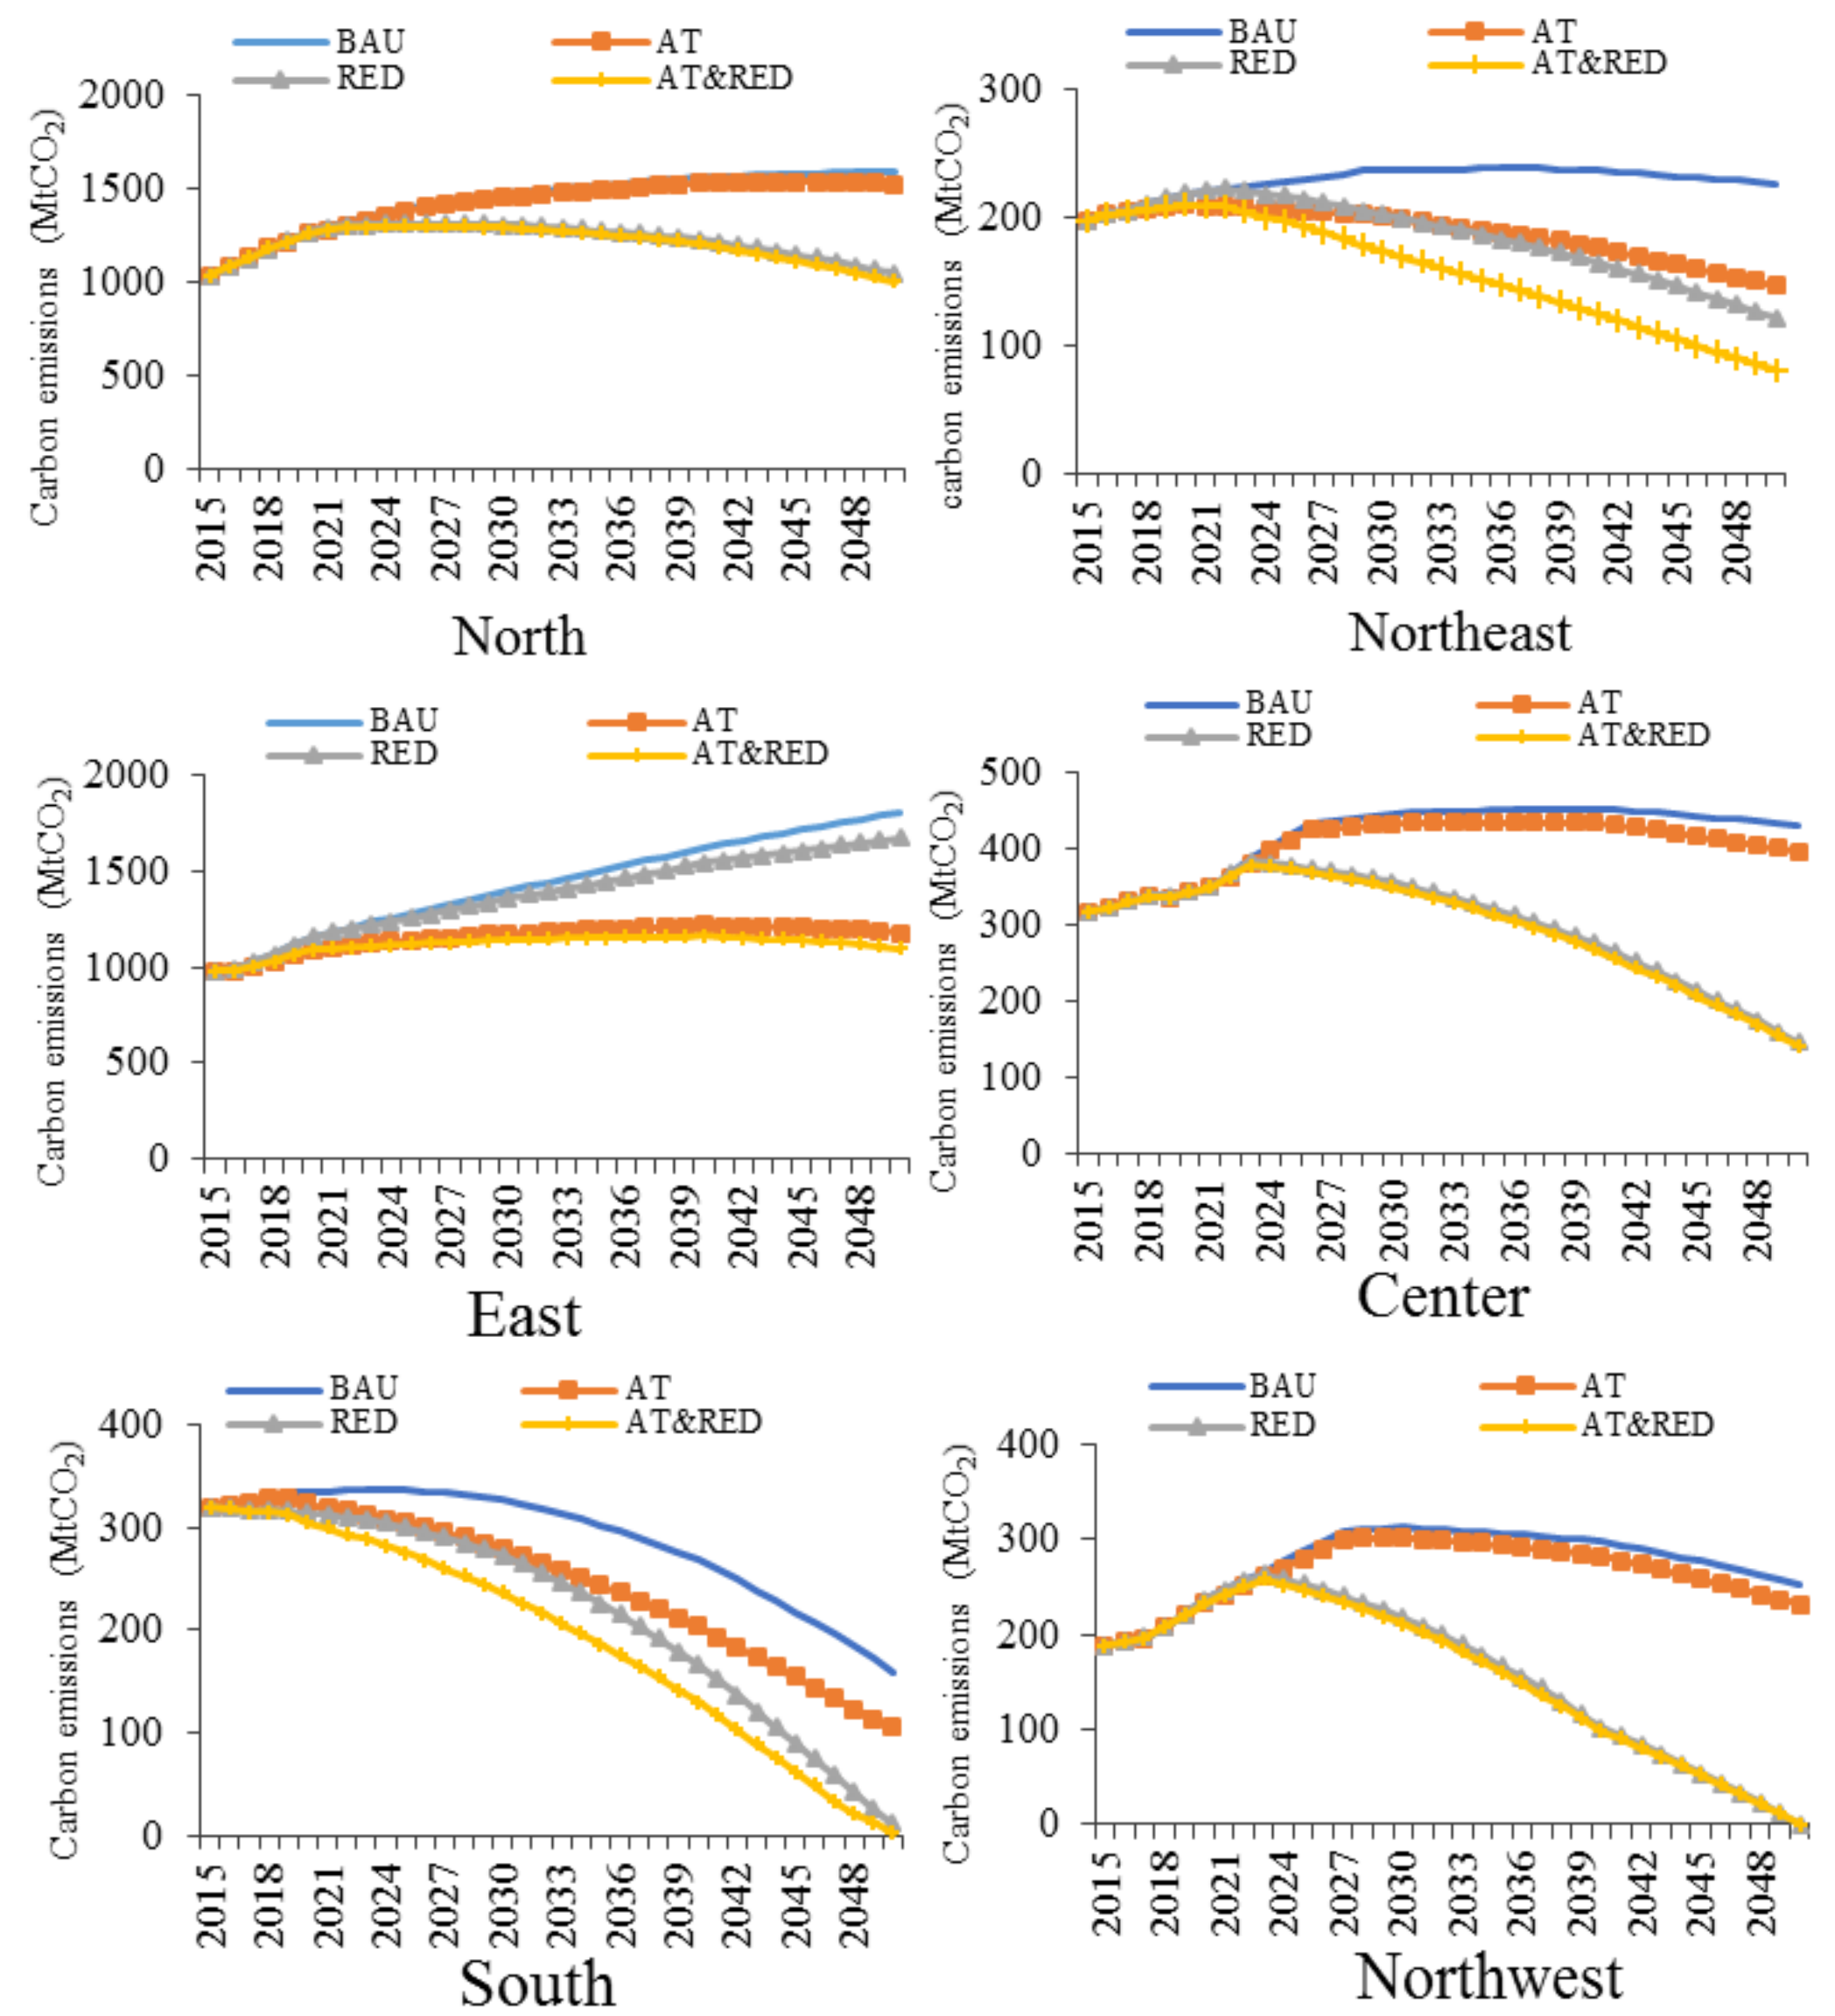 BAU AT
RED AT&RED
Carbon emissions (MtCO2)
2000
1500
1000
500
0
2015 2018 2021 2024 2027 2030 2033 2036 2039 2042 2045 2048
North
BAU AT
RED AT&RED
carbon emissions (MtCO2)
300
200
100
0
2015 2018 2021 2024 2027 2030 2033 2036 2039 2042 2045 2048
Northeast
BAU AT
RED AT&RED
Carbon emissions (MtCO2)
2000
1500
1000
500
0
2015 2018 2021 2024 2027 2030 2033 2036 2039 2042 2045 2048
East
BAU AT
RED AT&RED
Carbon emissions (MtCO2)
500
400
300
200
100
0
2015 2018 2021 2024 2027 2030 2033 2036 2039 2042 2045 2048
Center
BAU AT
RED AT&RED
Carbon emissions (MtCO2)
400
300
200
100
0
2015 2018 2021 2024 2027 2030 2033 2036 2039 2042 2045 2048
South
BAU AT
RED AT&RED
Carbon emissions (MtCO2)
400
300
200
100
0
2015 2018 2021 2024 2027 2030 2033 2036 2039 2042 2045 2048
Northwest